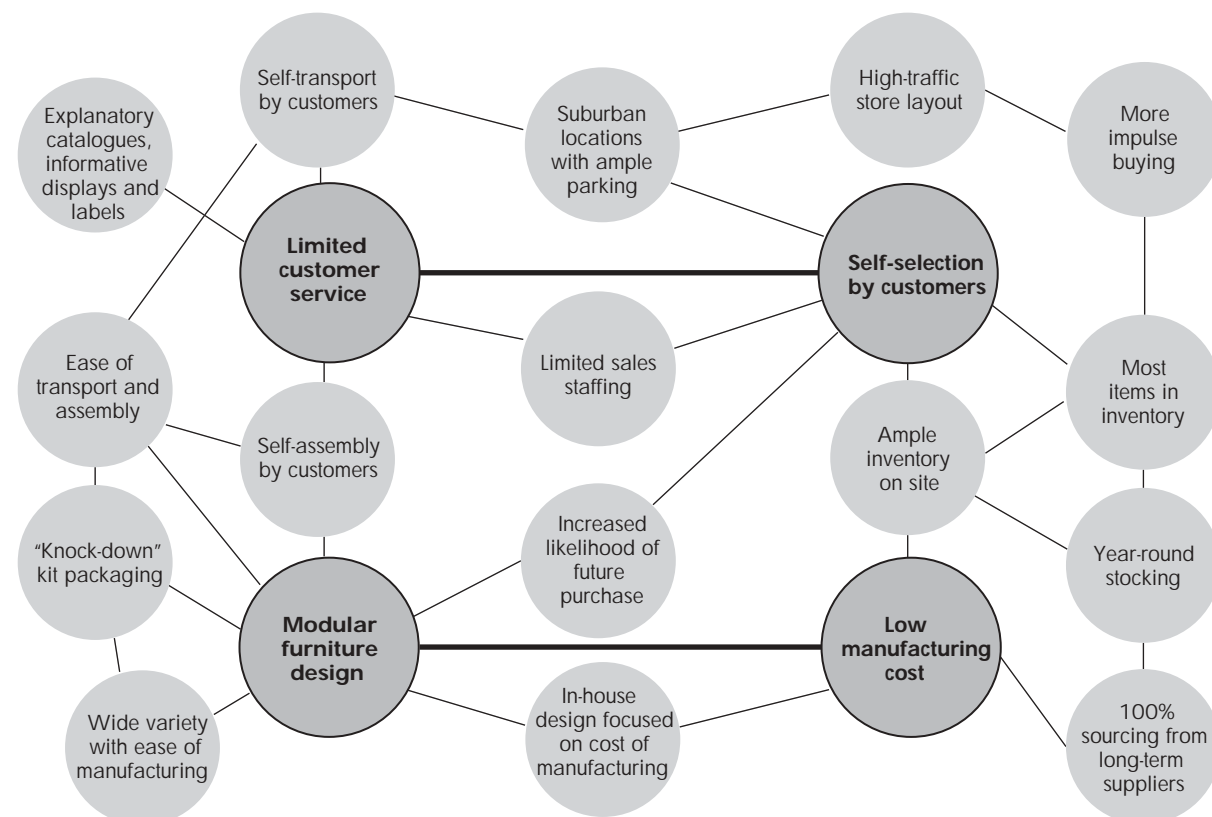 Self-transport
by customers
High-traffic
store layout
Explanatory
catalogues,
informative
displays and
labels
Suburban
locations
with ample
parking
More
impulse
buying
Limited
customer
service
Self-selection
by customers
Ease of
transport and
assembly
Limited sales
staffing
Most
items in
inventory
Self-assembly
by customers
Ample
inventory
on site
"Knock-down"
kit packaging
Increased
likelihood of
future
purchase
Year-round
stocking
Modular
furniture
design
Low
manufacturing
cost
Wide variety
with ease of
manufacturing
In-house
design focused
on cost of
manufacturing
100%
sourcing from
long-term
suppliers